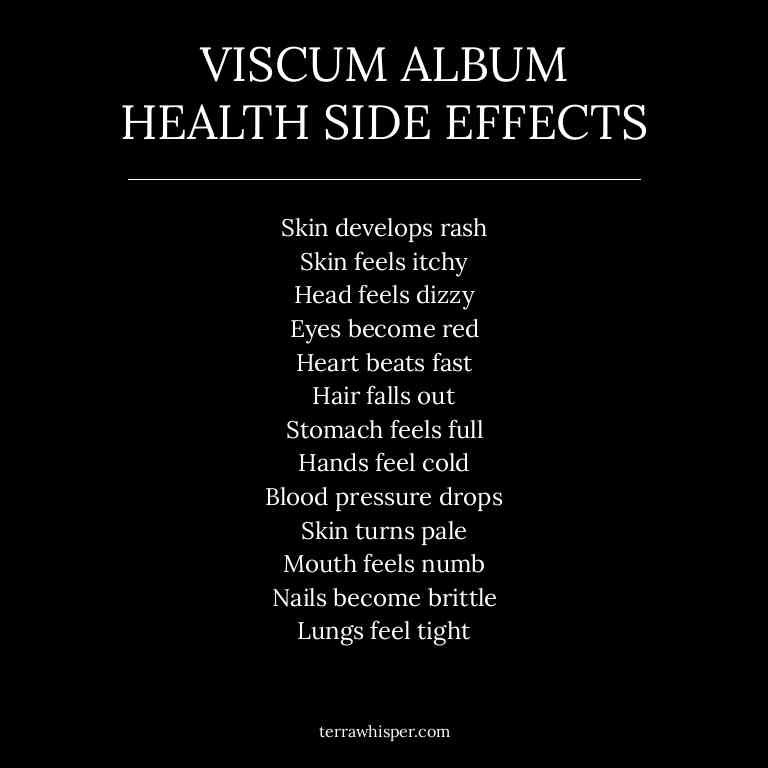 VISCUM ALBUM
HEALTH SIDE EFFECTS
Skin develops rash
Skin feels itchy
Head feels dizzy
Eyes become red
Heart beats fast
Hair falls out
Stomach feels full
Hands feel cold
Blood pressure drops
Skin turns pale
Mouth feels numb
Nails become brittle
Lungs feel tight
terrawhisper.com